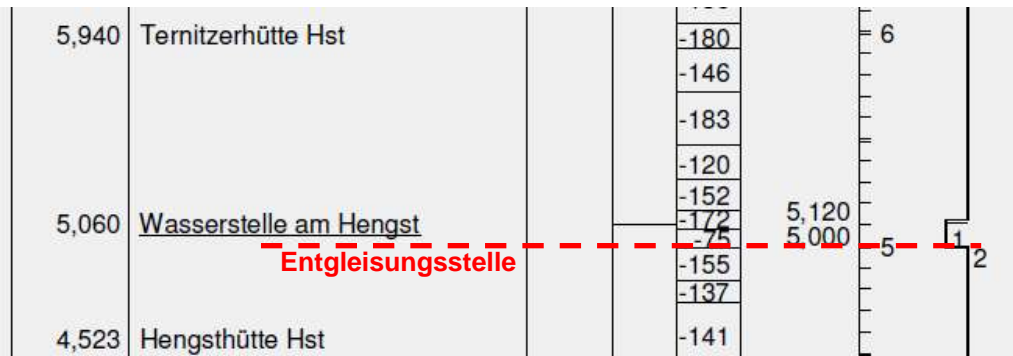 5,940 Ternitzerhütte Hst -180 6
-146
-183
-120
-152
5,060 Wasserstelle am Hengst -172 5,120
-75 5,000 5 1
Entgleisungsstelle 2
-155
-137
4,523 Hengsthütte Hst -141